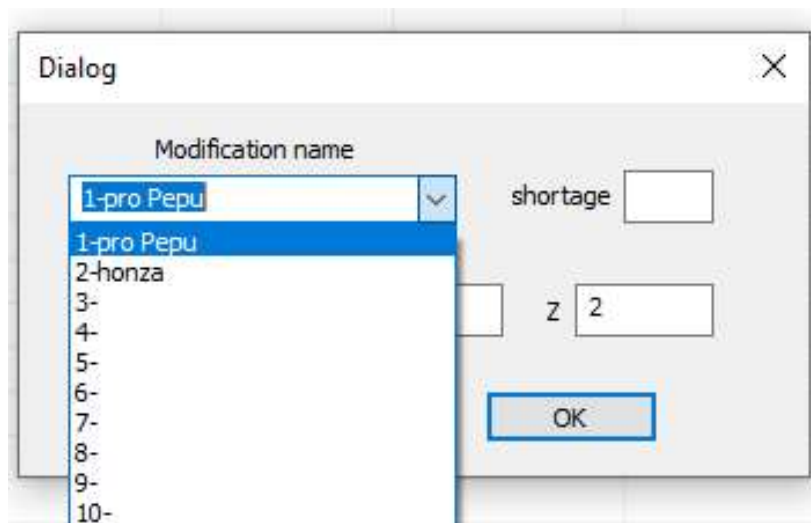 Dialog
Modification name
1-pro Pepu
shortage
1-pro Pepu
2-honza
3-
4-
5-
6-
7-
8-
9-
10-
Z 2
OK